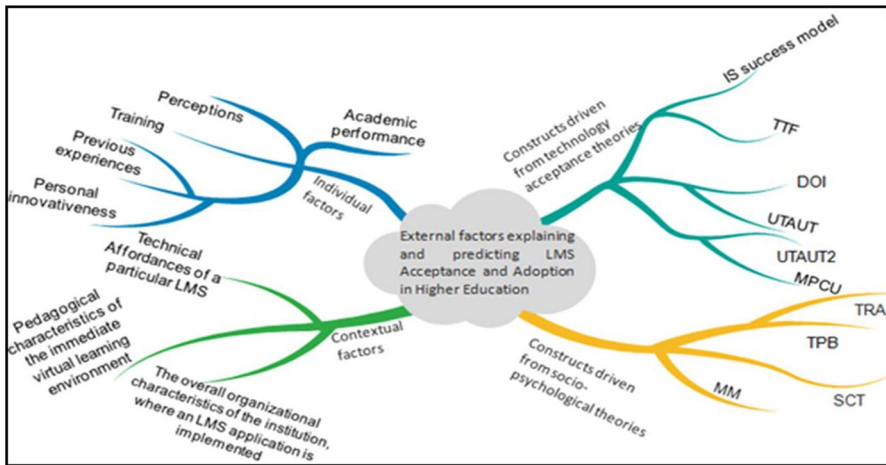 External factors explaining
and predicting LMS
Acceptance and Adoption
in Higher Education
Individual
factors
Perceptions
Training
Previous
experiences
Personal
innovativeness
Academic
performance
Contextual
factors
Technical
Affordances of a
particular LMS
Pedagogical
characteristics of
the immediate
virtual learning
environment
The overall organizational
characteristics of the institution,
where an LMS application is
implemented
Constructs driven
from technology
acceptance theories
IS success model
TTF
DOI
UTAUT
UTAUT2
MPCU
Constructs driven
from socio-
psychological theories
TRA
TPB
SCT
MM